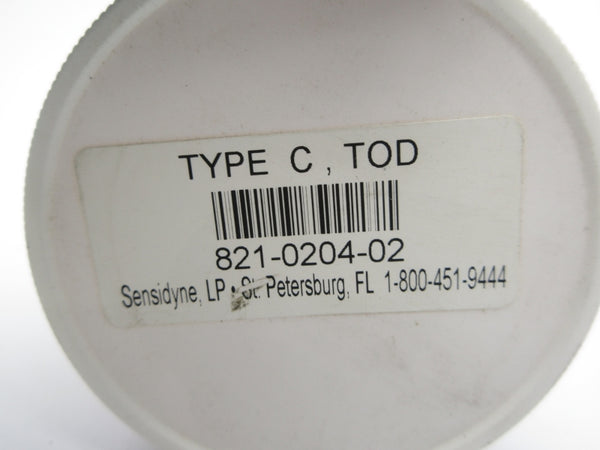 TYPE C , TOD
821-0204-02
Sensidyne, LP • St. Petersburg, FL 1-800-451-9444